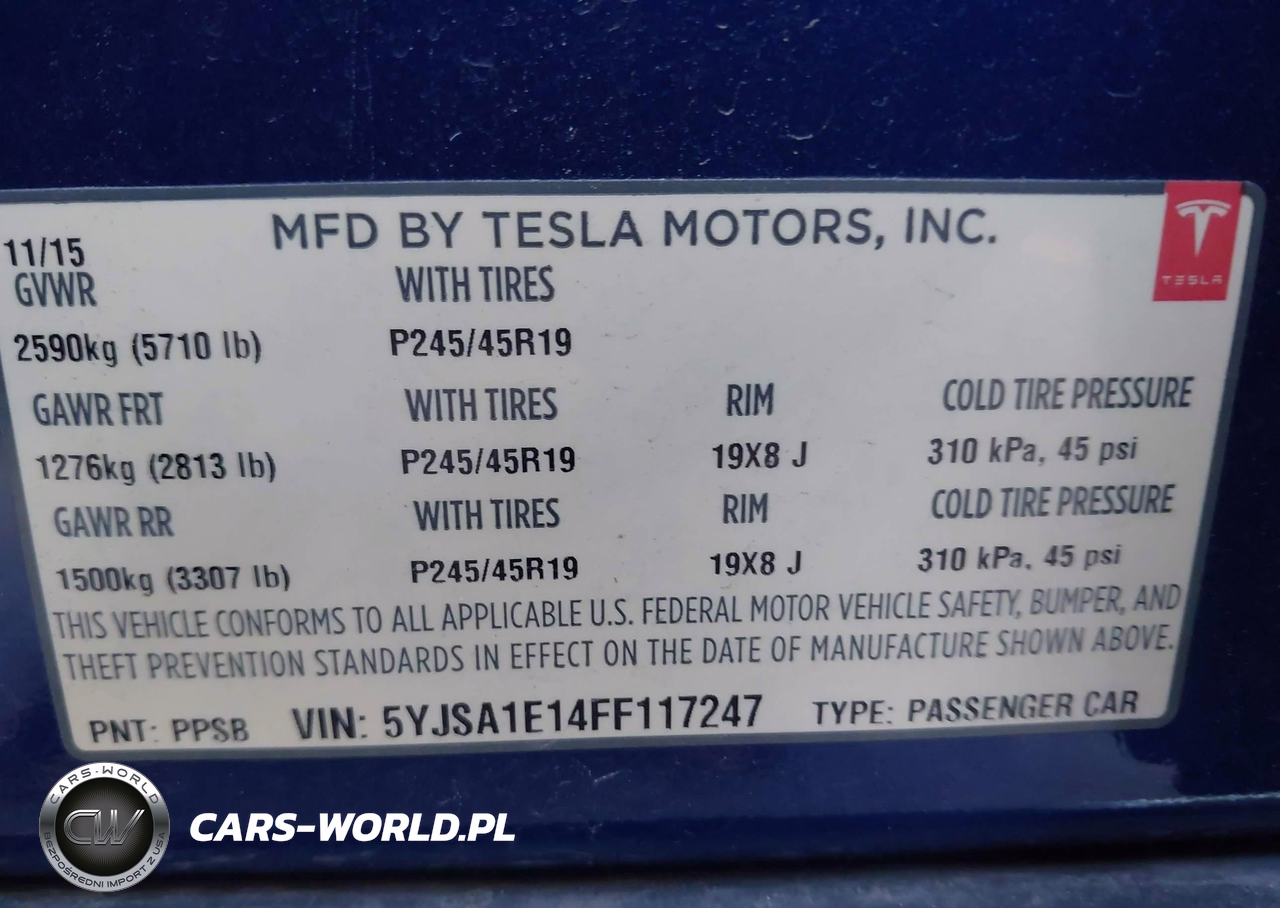 MFD BY TESLA MOTORS, INC.
TESLA
11/15
GVWR WITH TIRES
2590kg (5710 lb) P245/45R19
GAWR FRT WITH TIRES RIM COLD TIRE PRESSURE
1276kg (2813 lb) P245/45R19 19X8 J 310 kPa, 45 psi
GAWR RR WITH TIRES RIM COLD TIRE PRESSURE
1500kg (3307 lb) P245/45R19 19X8 J 310 kPa, 45 psi
THIS VEHICLE CONFORMS TO ALL APPLICABLE U.S. FEDERAL MOTOR VEHICLE SAFETY, BUMPER, AND
THEFT PREVENTION STANDARDS IN EFFECT ON THE DATE OF MANUFACTURE SHOWN ABOVE.
PNT: PPSB VIN: 5YJSA1E14FF117247 TYPE: PASSENGER CAR
CARS-WORLD
CW
BEZPOŚREDNI IMPORT Z USA
CARS-WORLD.PL